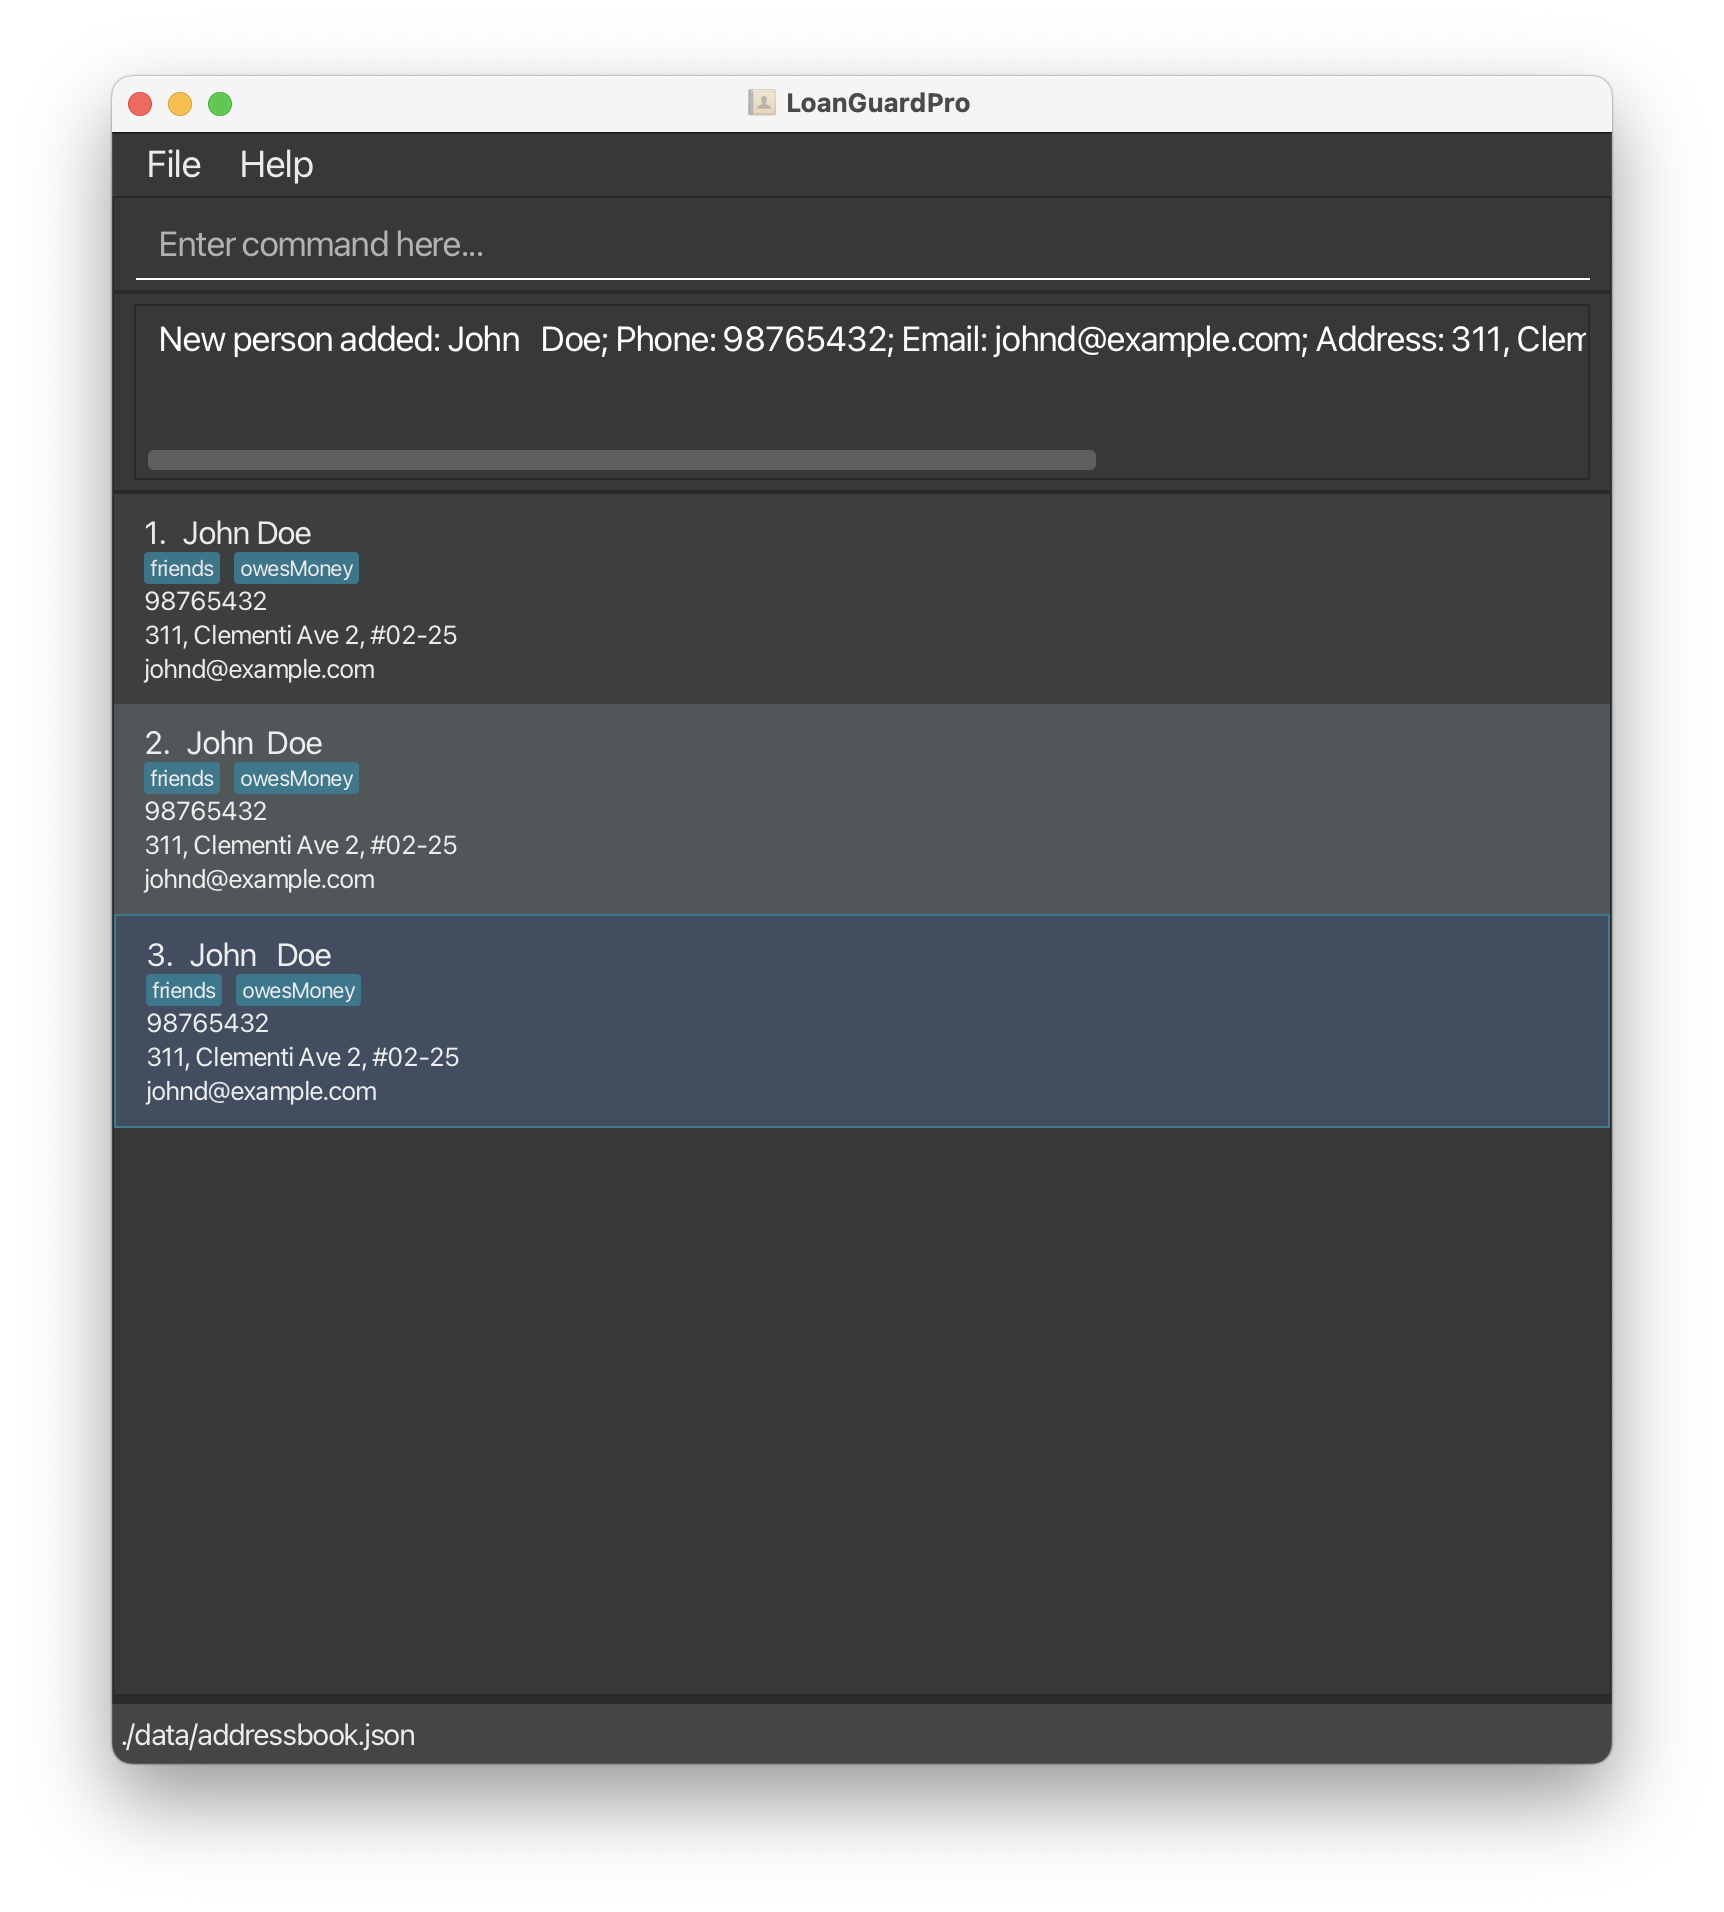 LoanGuardPro
File Help
Enter command here...
New person added: John   Doe; Phone: 98765432; Email: johnd@example.com; Address: 311, Clem
1. John Doe
friends owesMoney
98765432
311, Clementi Ave 2, #02-25
johnd@example.com
2. John  Doe
friends owesMoney
98765432
311, Clementi Ave 2, #02-25
johnd@example.com
3. John   Doe
friends owesMoney
98765432
311, Clementi Ave 2, #02-25
johnd@example.com
./data/addressbook.json